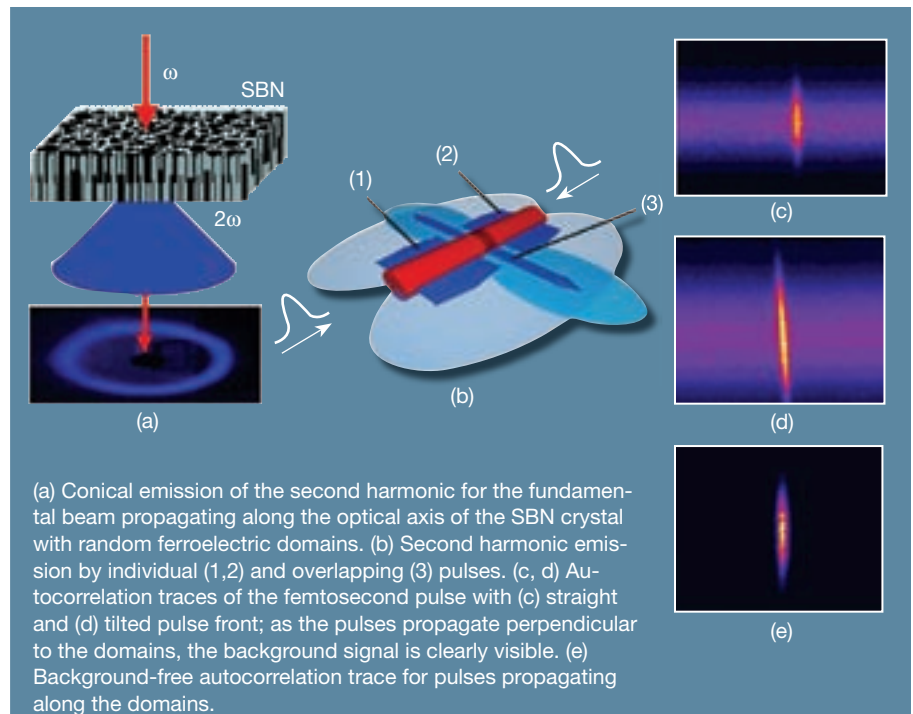 ω
SBN
2ω
(a)
(1)
(2)
(3)
(b)
(c)
(d)
(e)
(a) Conical emission of the second harmonic for the fundamen-
tal beam propagating along the optical axis of the SBN crystal
with random ferroelectric domains. (b) Second harmonic emis-
sion by individual (1,2) and overlapping (3) pulses. (c, d) Au-
tocorrelation traces of the femtosecond pulse with (c) straight
and (d) tilted pulse front; as the pulses propagate perpendicular
to the domains, the background signal is clearly visible. (e)
Background-free autocorrelation trace for pulses propagating
along the domains.